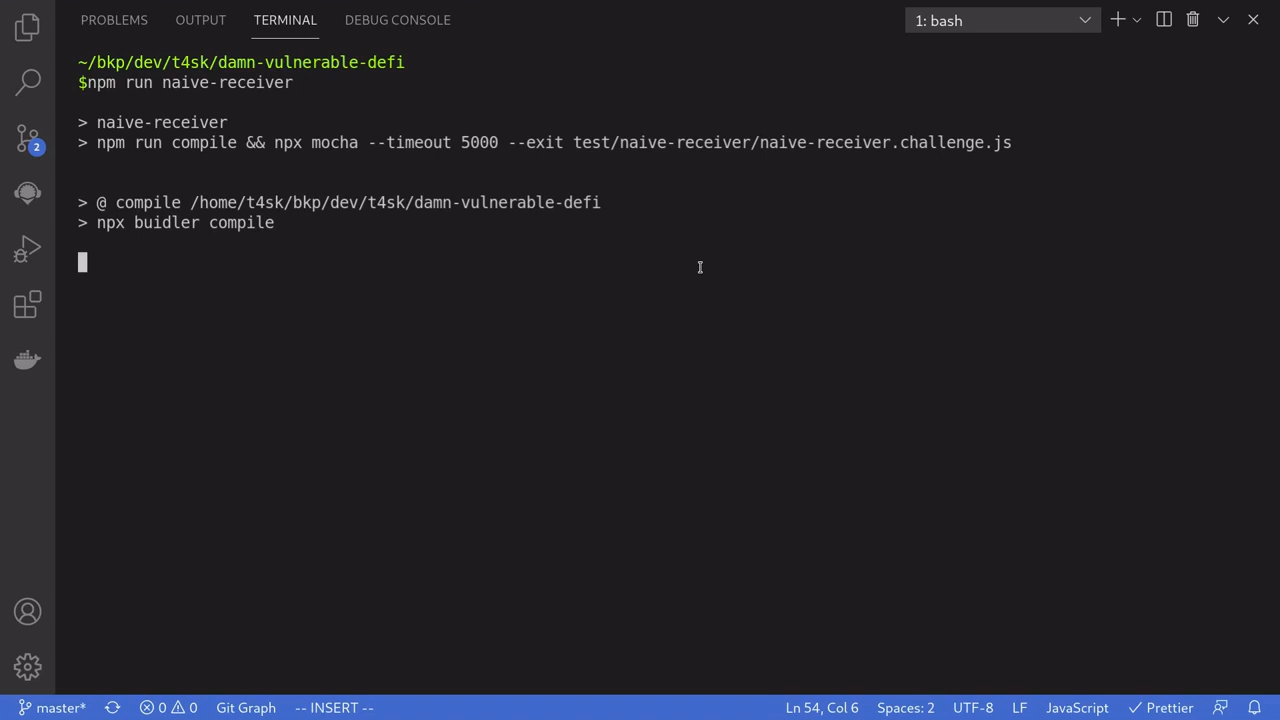 PROBLEMS OUTPUT TERMINAL DEBUG CONSOLE 1: bash
~/bkp/dev/t4sk/damn-vulnerable-defi
$npm run naive-receiver
> naive-receiver
> npm run compile && npx mocha --timeout 5000 --exit test/naive-receiver/naive-receiver.challenge.js
> @ compile /home/t4sk/bkp/dev/t4sk/damn-vulnerable-defi
> npx buidler compile
2
master* 0 0 Git Graph -- INSERT -- Ln 54, Col 6 Spaces: 2 UTF-8 LF JavaScript Prettier